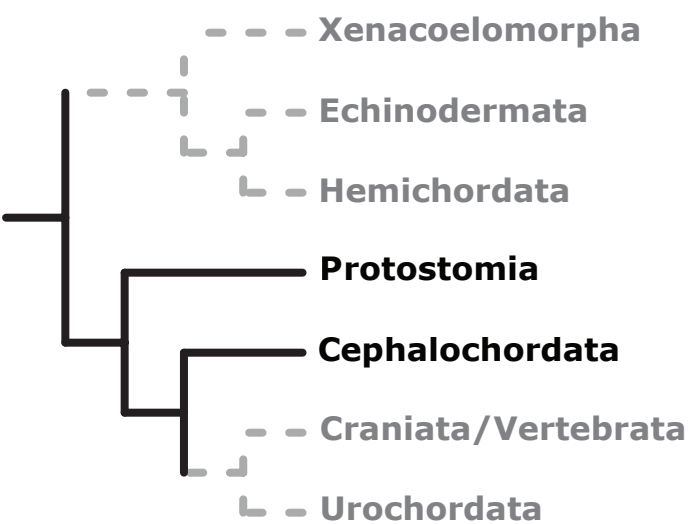 Xenacoelomorpha
Echinodermata
Hemichordata
Protostomia
Cephalochordata
Craniata/Vertebrata
Urochordata